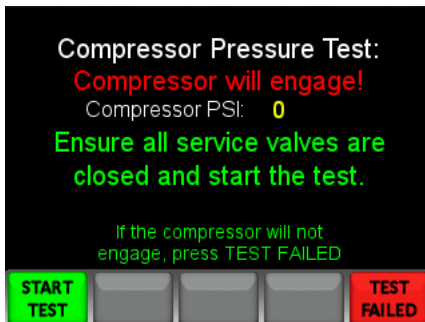 Compressor Pressure Test:
Compressor will engage!
Compressor PSI: 0
Ensure all service valves are
closed and start the test.
If the compressor will not
engage, press TEST FAILED
START
TEST
TEST
FAILED